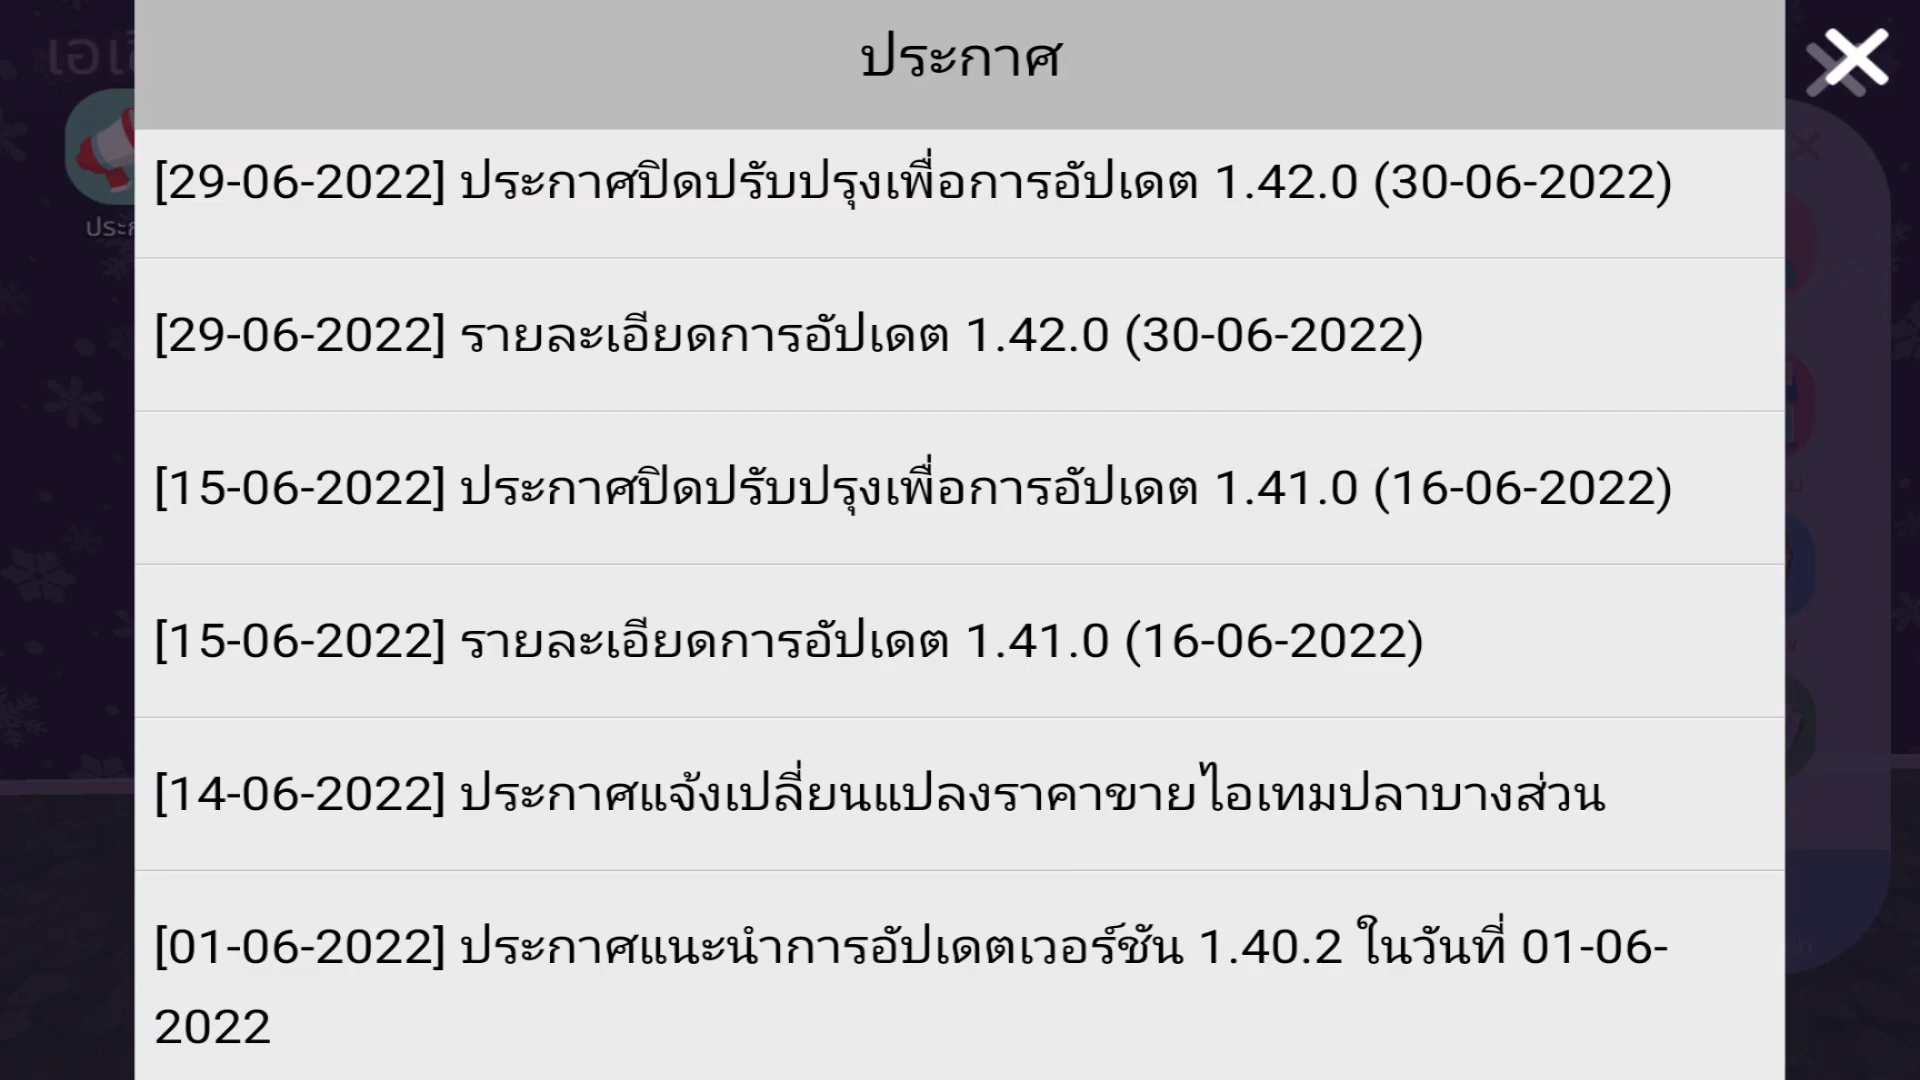 ประกาศ
[29-06-2022] ประกาศปิดปรับปรุงเพื่อการอัปเดต 1.42.0 (30-06-2022)
[29-06-2022] รายละเอียดการอัปเดต 1.42.0 (30-06-2022)
[15-06-2022] ประกาศปิดปรับปรุงเพื่อการอัปเดต 1.41.0 (16-06-2022)
[15-06-2022] รายละเอียดการอัปเดต 1.41.0 (16-06-2022)
[14-06-2022] ประกาศแจ้งเปลี่ยนแปลงราคาขายไอเทมปลาบางส่วน
[01-06-2022] ประกาศแนะนำการอัปเดตเวอร์ชัน 1.40.2 ในวันที่ 01-06-
2022